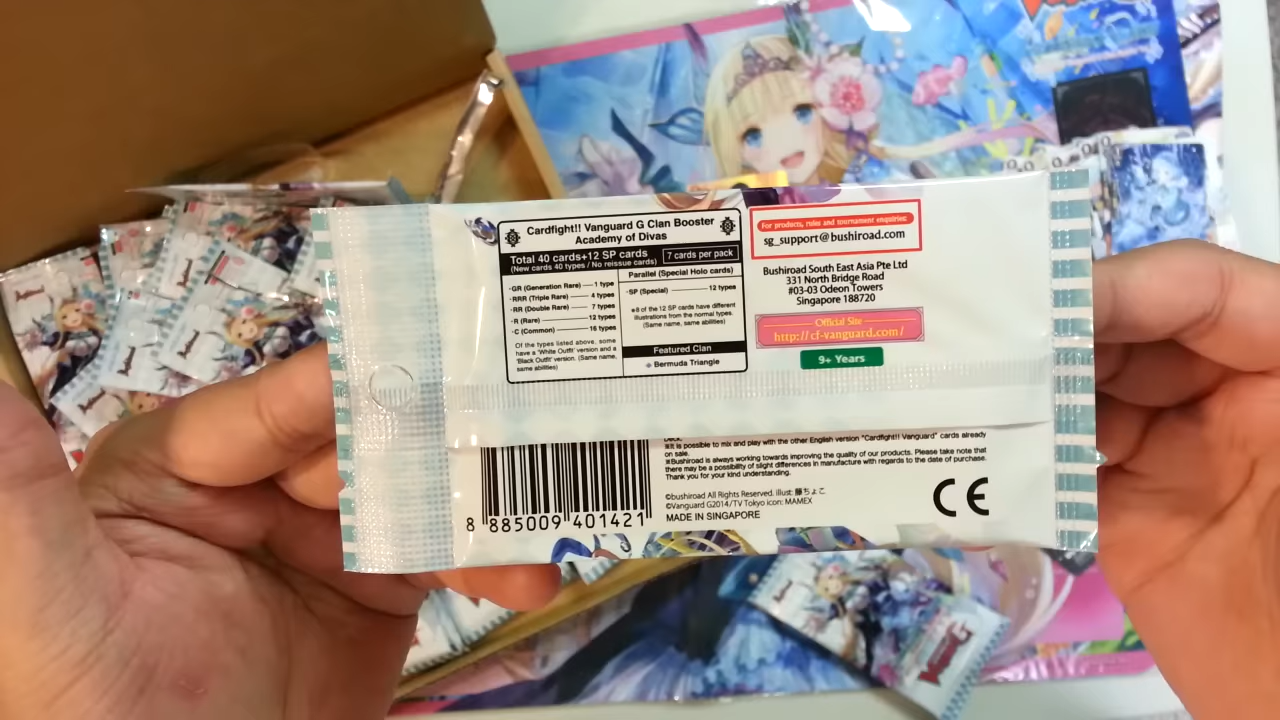 Cardfight!! Vanguard G Clan Booster
Academy of Divas
Total 40 cards+12 SP cards
(New cards 40 types / No reissue cards)
7 cards per pack
·GR (Generation Rare) — 1 type
·RRR (Triple Rare) — 4 types
·RR (Double Rare) — 7 types
·R (Rare) — 12 types
·C (Common) — 16 types
Of the types listed above, some
have a 'White Outfit' version and a
'Black Outfit' version. (Same name,
same abilities)
Parallel (Special Holo cards)
·SP (Special) — 12 types
※8 of the 12 SP cards have different
illustrations from the normal types.
(Same name, same abilities)
Featured Clan
Bermuda Triangle
For products, rules and tournament enquiries:
sg_support@bushiroad.com
Bushiroad South East Asia Pte Ltd
331 North Bridge Road
#03-03 Odeon Towers
Singapore 188720
Official Site
http://cf-vanguard.com/
9+ Years
8 885009 401421
Deck.
※It is possible to mix and play with the other English version "Cardfight!! Vanguard" cards already
on sale.
※Bushiroad is always working towards improving the quality of our products. Please take note that
there may be a possibility of slight differences in manufacture with regards to the date of purchase.
Thank you for your kind understanding.
©bushiroad All Rights Reserved. illust: 藤ちょこ
©Vanguard G2014/TV Tokyo icon: MAMEX
MADE IN SINGAPORE
CE
VANGUARD G